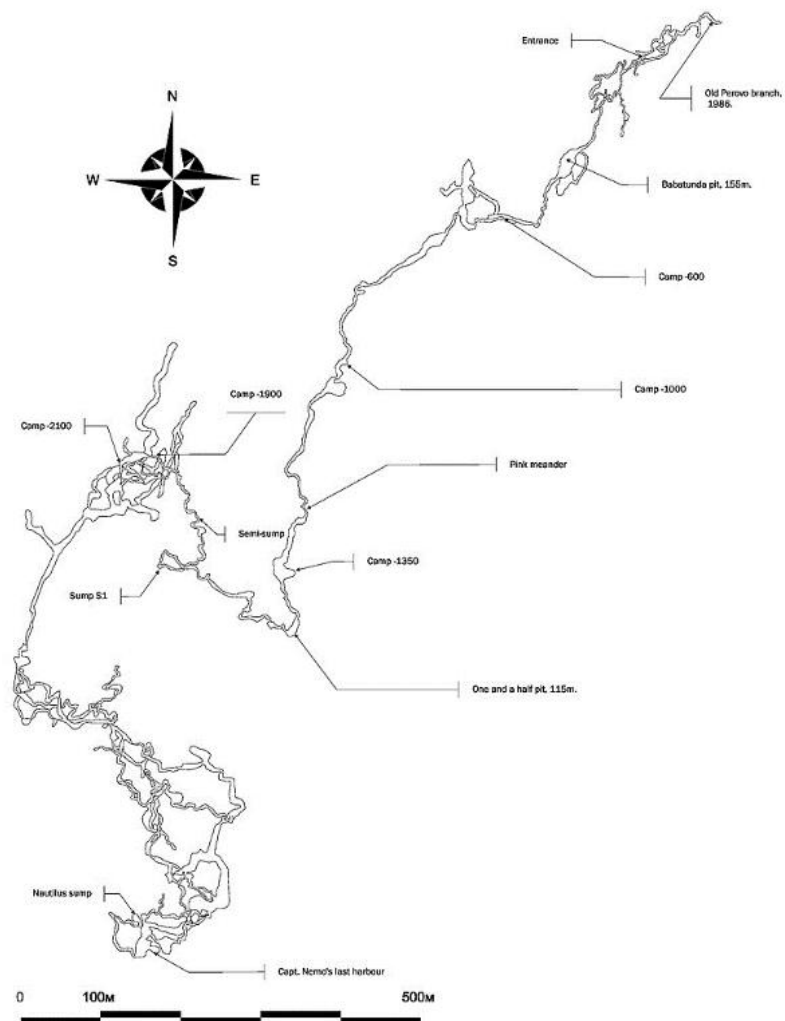 Entrance
Old Perovo branch,
1986.
N
W E
S
Babatunda pit, 155m.
Camp -600
Camp -1000
Camp -1900
Camp -2100
Pink meander
Semi-sump
Camp -1350
Sump S1
One and a half pit, 115m.
Nautilus sump
Capt. Nemo's last harbour
0 100м 500м